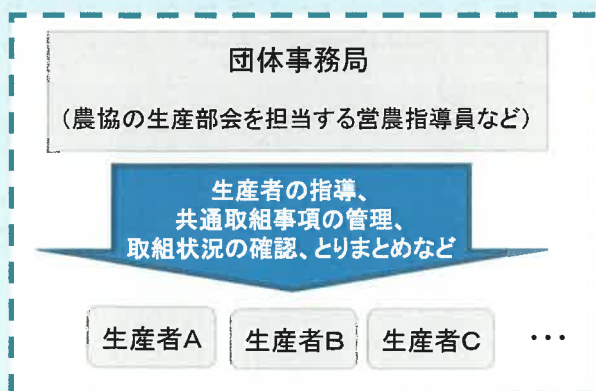 団体事務局
（農協の生産部会を担当する営農指導員など）
生産者の指導、
共通取組事項の管理、
取組状況の確認、とりまとめなど
生産者A
生産者B
生産者C
・・・